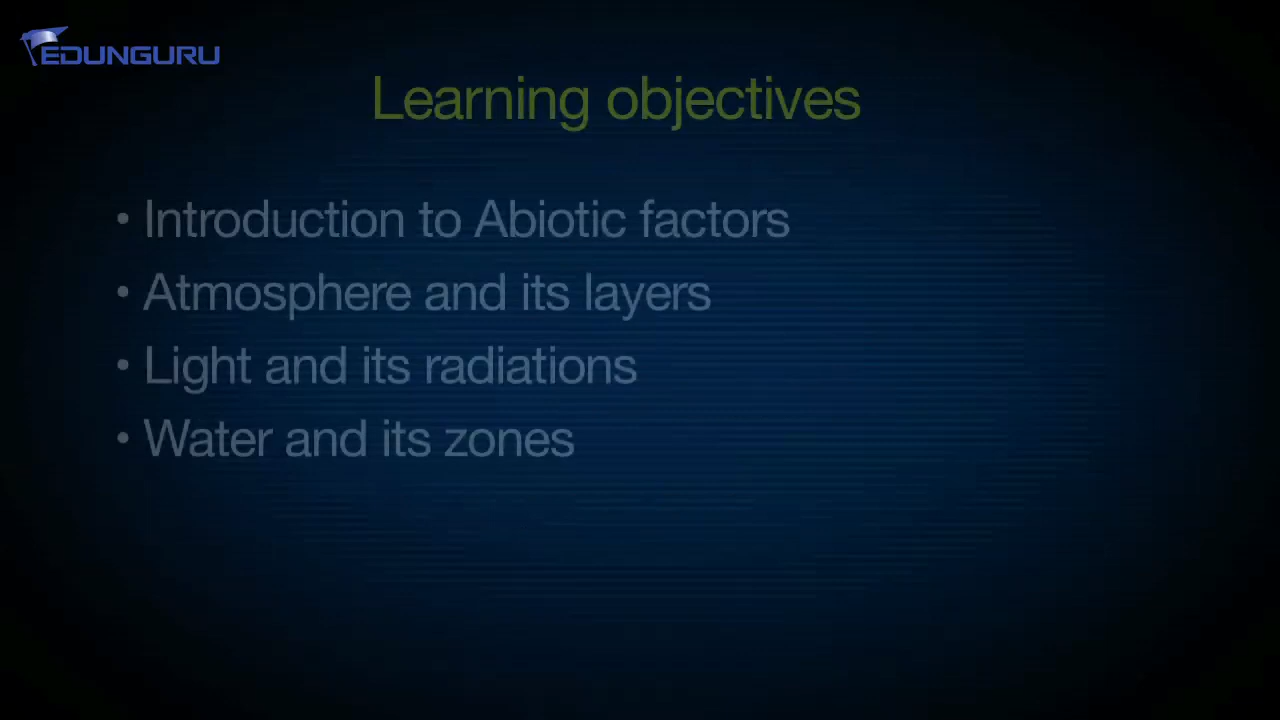 EDUNGURU
Learning objectives
• Introduction to Abiotic factors
• Atmosphere and its layers
• Light and its radiations
• Water and its zones